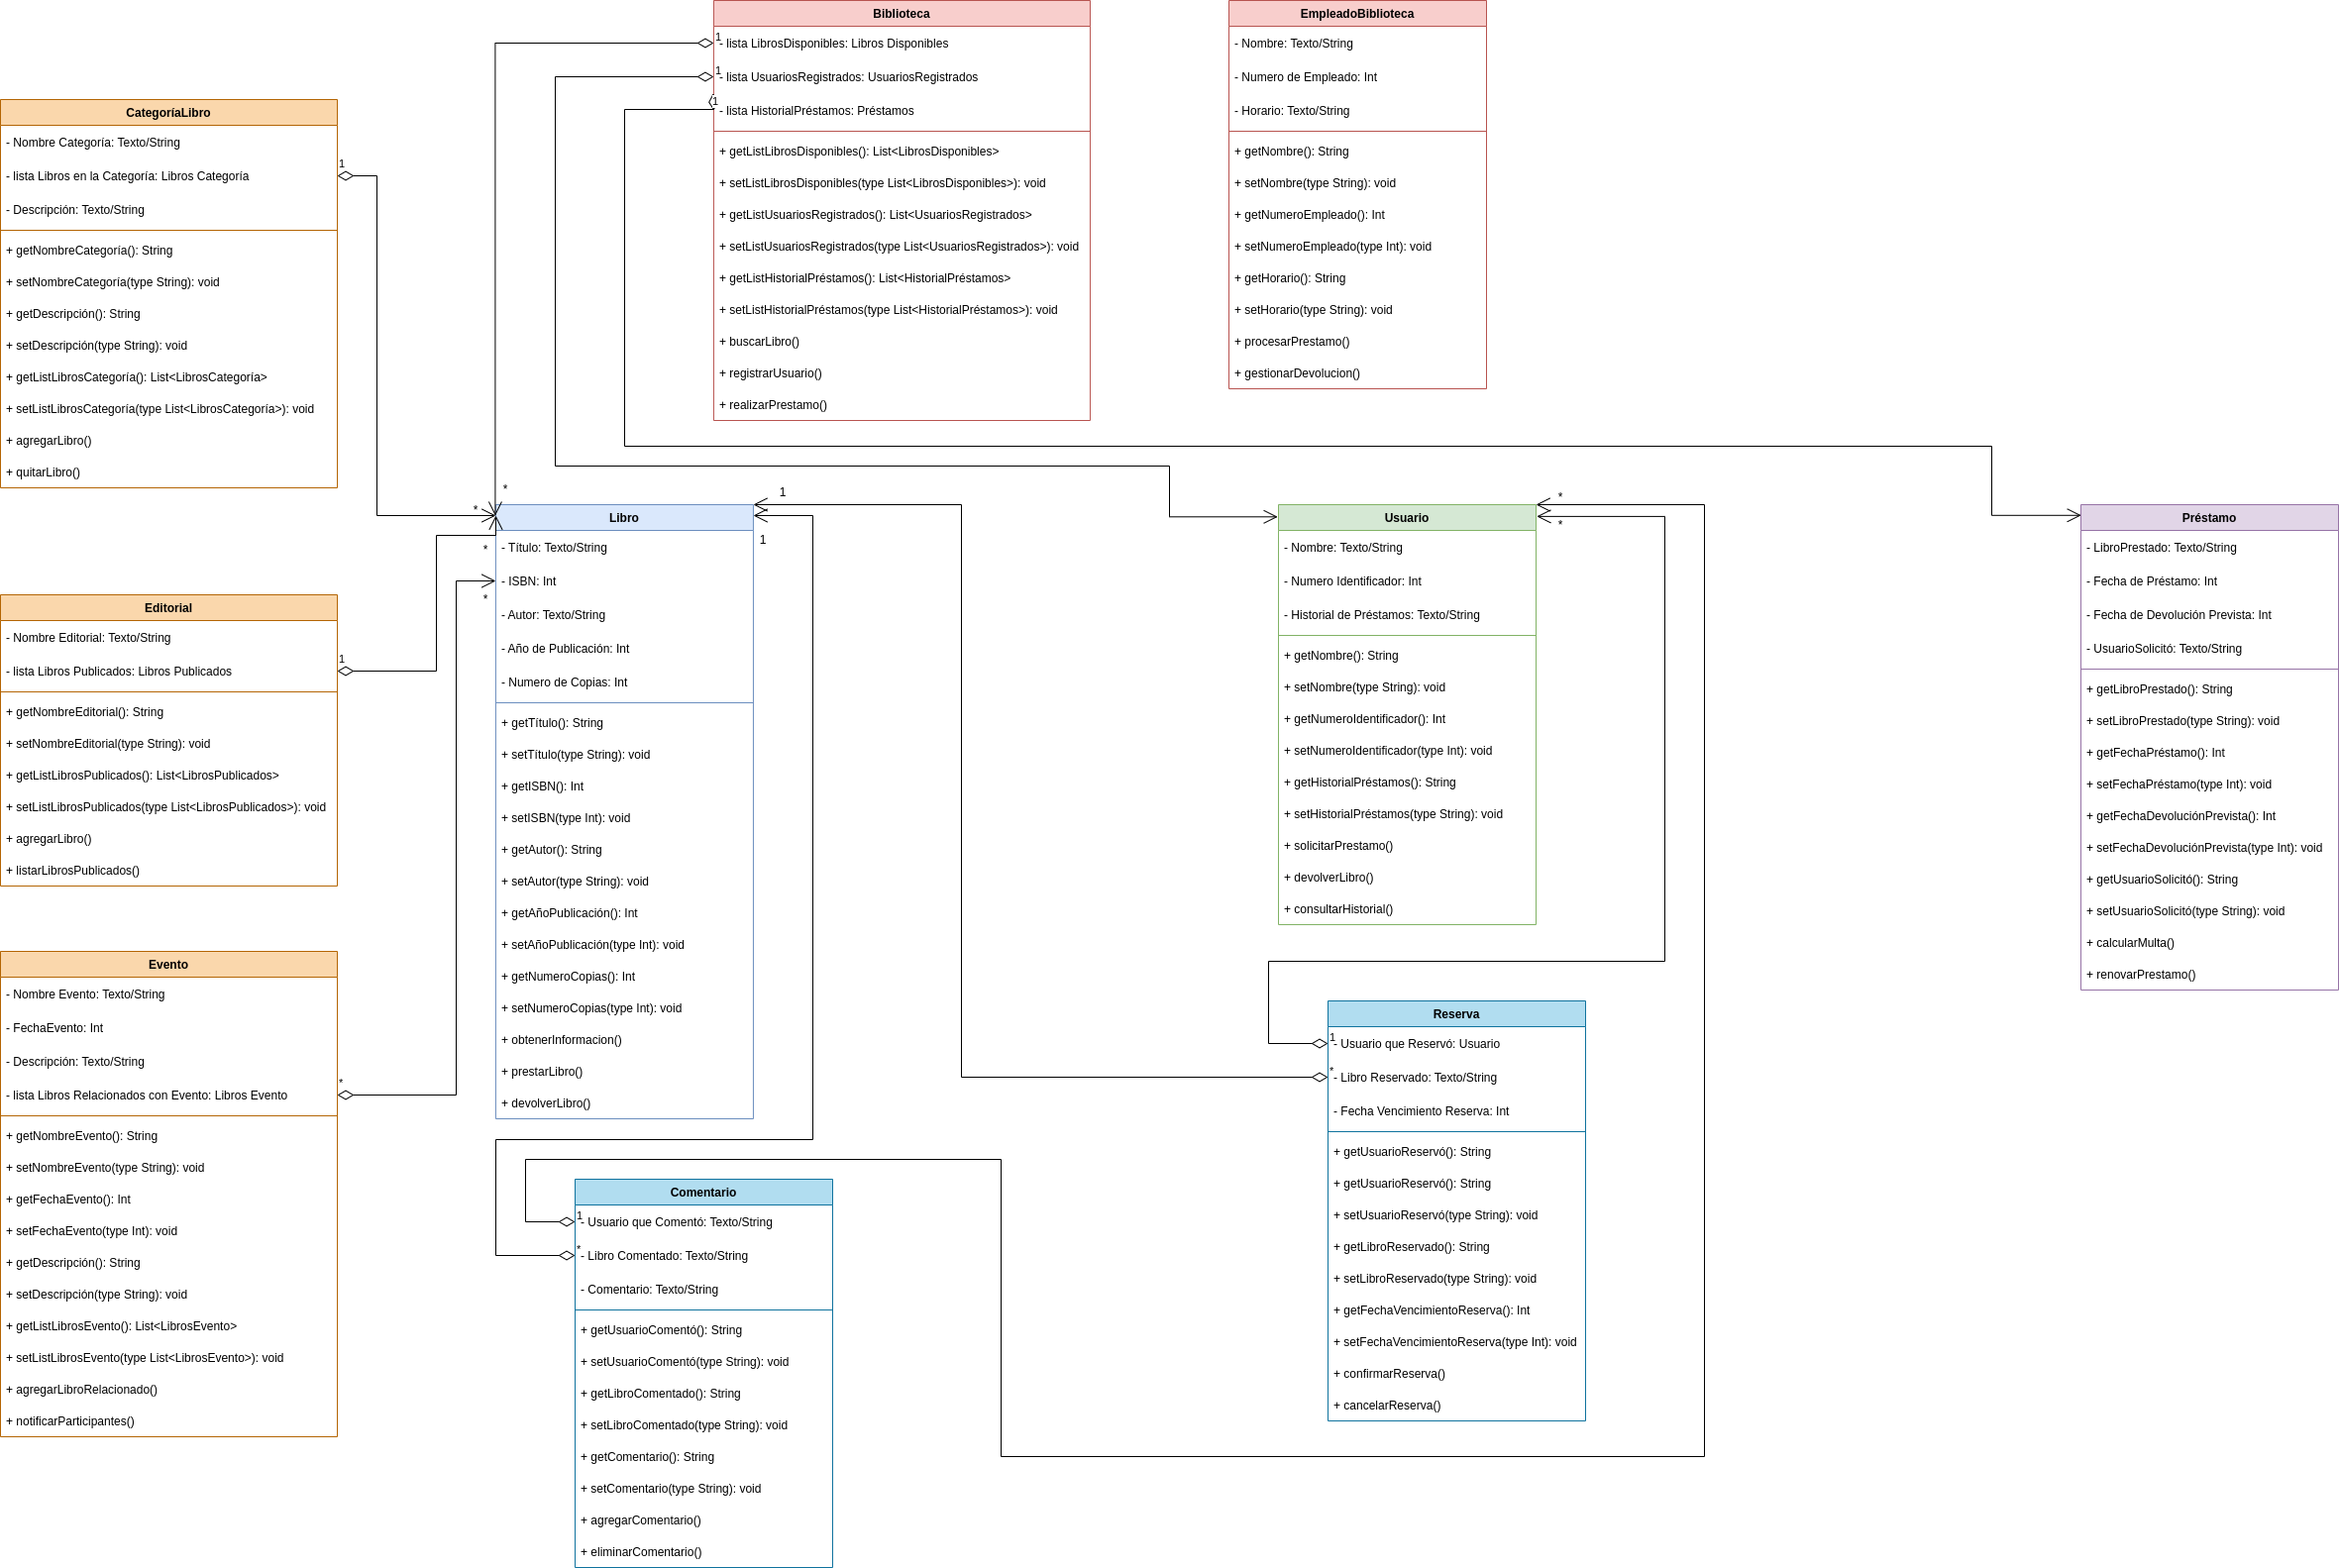 Biblioteca
1
- lista LibrosDisponibles: Libros Disponibles
1
- lista UsuariosRegistrados: UsuariosRegistrados
1
- lista HistorialPréstamos: Préstamos
+ getListLibrosDisponibles(): List<LibrosDisponibles>
+ setListLibrosDisponibles(type List<LibrosDisponibles>): void
+ getListUsuariosRegistrados(): List<UsuariosRegistrados>
+ setListUsuariosRegistrados(type List<UsuariosRegistrados>): void
+ getListHistorialPréstamos(): List<HistorialPréstamos>
+ setListHistorialPréstamos(type List<HistorialPréstamos>): void
+ buscarLibro()
+ registrarUsuario()
+ realizarPrestamo()
EmpleadoBiblioteca
- Nombre: Texto/String
- Numero de Empleado: Int
- Horario: Texto/String
+ getNombre(): String
+ setNombre(type String): void
+ getNumeroEmpleado(): Int
+ setNumeroEmpleado(type Int): void
+ getHorario(): String
+ setHorario(type String): void
+ procesarPrestamo()
+ gestionarDevolucion()
CategoríaLibro
- Nombre Categoría: Texto/String
1
- lista Libros en la Categoría: Libros Categoría
- Descripción: Texto/String
+ getNombreCategoría(): String
+ setNombreCategoría(type String): void
+ getDescripción(): String
+ setDescripción(type String): void
+ getListLibrosCategoría(): List<LibrosCategoría>
+ setListLibrosCategoría(type List<LibrosCategoría>): void
+ agregarLibro()
+ quitarLibro()
*
*
*
*
1
1
Libro
- Título: Texto/String
- ISBN: Int
- Autor: Texto/String
- Año de Publicación: Int
- Numero de Copias: Int
+ getTítulo(): String
+ setTítulo(type String): void
+ getISBN(): Int
+ setISBN(type Int): void
+ getAutor(): String
+ setAutor(type String): void
+ getAñoPublicación(): Int
+ setAñoPublicación(type Int): void
+ getNumeroCopias(): Int
+ setNumeroCopias(type Int): void
+ obtenerInformacion()
+ prestarLibro()
+ devolverLibro()
*
*
Usuario
- Nombre: Texto/String
- Numero Identificador: Int
- Historial de Préstamos: Texto/String
+ getNombre(): String
+ setNombre(type String): void
+ getNumeroIdentificador(): Int
+ setNumeroIdentificador(type Int): void
+ getHistorialPréstamos(): String
+ setHistorialPréstamos(type String): void
+ solicitarPrestamo()
+ devolverLibro()
+ consultarHistorial()
Préstamo
- LibroPrestado: Texto/String
- Fecha de Préstamo: Int
- Fecha de Devolución Prevista: Int
- UsuarioSolicitó: Texto/String
+ getLibroPrestado(): String
+ setLibroPrestado(type String): void
+ getFechaPréstamo(): Int
+ setFechaPréstamo(type Int): void
+ getFechaDevoluciónPrevista(): Int
+ setFechaDevoluciónPrevista(type Int): void
+ getUsuarioSolicitó(): String
+ setUsuarioSolicitó(type String): void
+ calcularMulta()
+ renovarPrestamo()
Editorial
- Nombre Editorial: Texto/String
1
- lista Libros Publicados: Libros Publicados
+ getNombreEditorial(): String
+ setNombreEditorial(type String): void
+ getListLibrosPublicados(): List<LibrosPublicados>
+ setListLibrosPublicados(type List<LibrosPublicados>): void
+ agregarLibro()
+ listarLibrosPublicados()
Evento
- Nombre Evento: Texto/String
- FechaEvento: Int
- Descripción: Texto/String
*
- lista Libros Relacionados con Evento: Libros Evento
+ getNombreEvento(): String
+ setNombreEvento(type String): void
+ getFechaEvento(): Int
+ setFechaEvento(type Int): void
+ getDescripción(): String
+ setDescripción(type String): void
+ getListLibrosEvento(): List<LibrosEvento>
+ setListLibrosEvento(type List<LibrosEvento>): void
+ agregarLibroRelacionado()
+ notificarParticipantes()
Reserva
1
- Usuario que Reservó: Usuario
*
- Libro Reservado: Texto/String
- Fecha Vencimiento Reserva: Int
+ getUsuarioReservó(): String
+ getUsuarioReservó(): String
+ setUsuarioReservó(type String): void
+ getLibroReservado(): String
+ setLibroReservado(type String): void
+ getFechaVencimientoReserva(): Int
+ setFechaVencimientoReserva(type Int): void
+ confirmarReserva()
+ cancelarReserva()
Comentario
1
- Usuario que Comentó: Texto/String
*
- Libro Comentado: Texto/String
- Comentario: Texto/String
+ getUsuarioComentó(): String
+ setUsuarioComentó(type String): void
+ getLibroComentado(): String
+ setLibroComentado(type String): void
+ getComentario(): String
+ setComentario(type String): void
+ agregarComentario()
+ eliminarComentario()